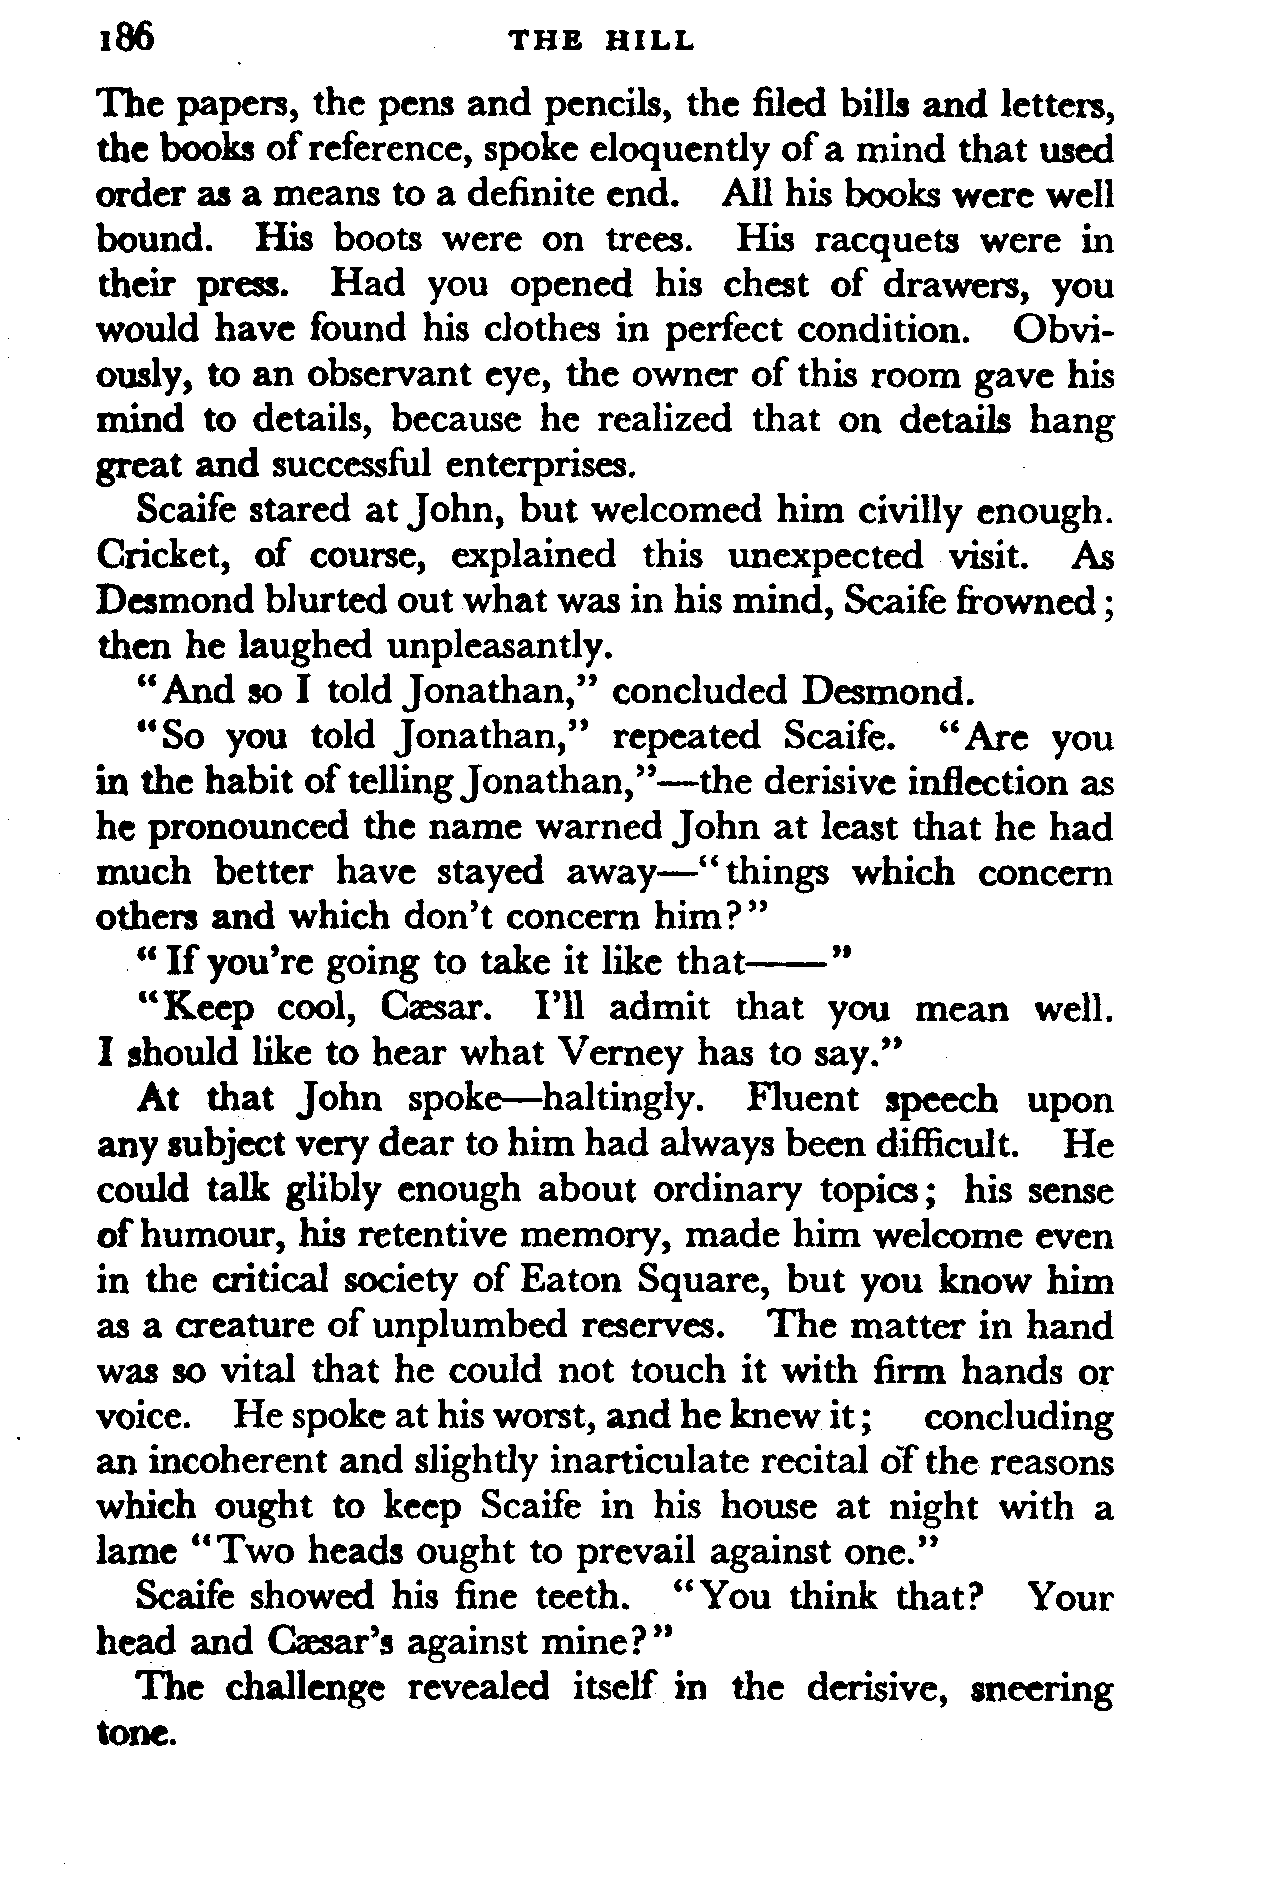 186 THE HILL
The papers, the pens and pencils, the filed bills and letters,
the books of reference, spoke eloquently of a mind that used
order as a means to a definite end. All his books were well
bound. His boots were on trees. His racquets were in
their press. Had you opened his chest of drawers, you
would have found his clothes in perfect condition. Obvi-
ously, to an observant eye, the owner of this room gave his
mind to details, because he realized that on details hang
great and successful enterprises.
Scaife stared at John, but welcomed him civilly enough.
Cricket, of course, explained this unexpected visit. As
Desmond blurted out what was in his mind, Scaife frowned;
then he laughed unpleasantly.
“And so I told Jonathan,” concluded Desmond.
“So you told Jonathan,” repeated Scaife. “Are you
in the habit of telling Jonathan,”—the derisive inflection as
he pronounced the name warned John at least that he had
much better have stayed away—“things which concern
others and which don’t concern him?”
“If you’re going to take it like that——”
“Keep cool, Cæsar. I’ll admit that you mean well.
I should like to hear what Verney has to say.”
At that John spoke—haltingly. Fluent speech upon
any subject very dear to him had always been difficult. He
could talk glibly enough about ordinary topics; his sense
of humour, his retentive memory, made him welcome even
in the critical society of Eaton Square, but you know him
as a creature of unplumbed reserves. The matter in hand
was so vital that he could not touch it with firm hands or
voice. He spoke at his worst, and he knew it; concluding
an incoherent and slightly inarticulate recital of the reasons
which ought to keep Scaife in his house at night with a
lame “Two heads ought to prevail against one.”
Scaife showed his fine teeth. “You think that? Your
head and Cæsar’s against mine?”
The challenge revealed itself in the derisive, sneering
tone.